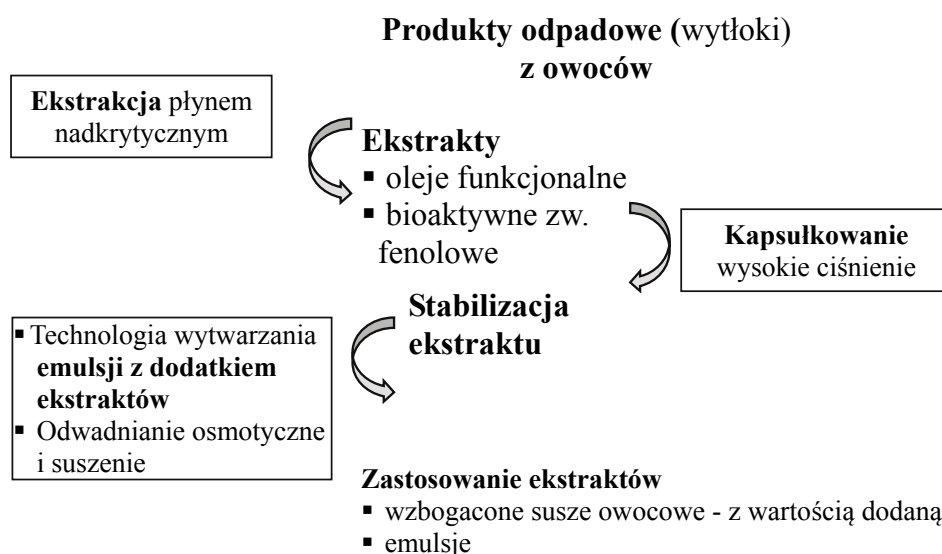 Produkty odpadowe (wytłoki)
z owoców
Ekstrakcja płynem
nadkrytycznym
Ekstrakty
▪ oleje funkcjonalne
▪ bioaktywne zw.
fenolowe
Kapsułkowanie
wysokie ciśnienie
Stabilizacja
ekstraktu
▪ Technologia wytwarzania
emulsji z dodatkiem
ekstraktów
▪ Odwadnianie osmotyczne
i suszenie
Zastosowanie ekstraktów
▪ wzbogacone susze owocowe - z wartością dodaną
▪ emulsje